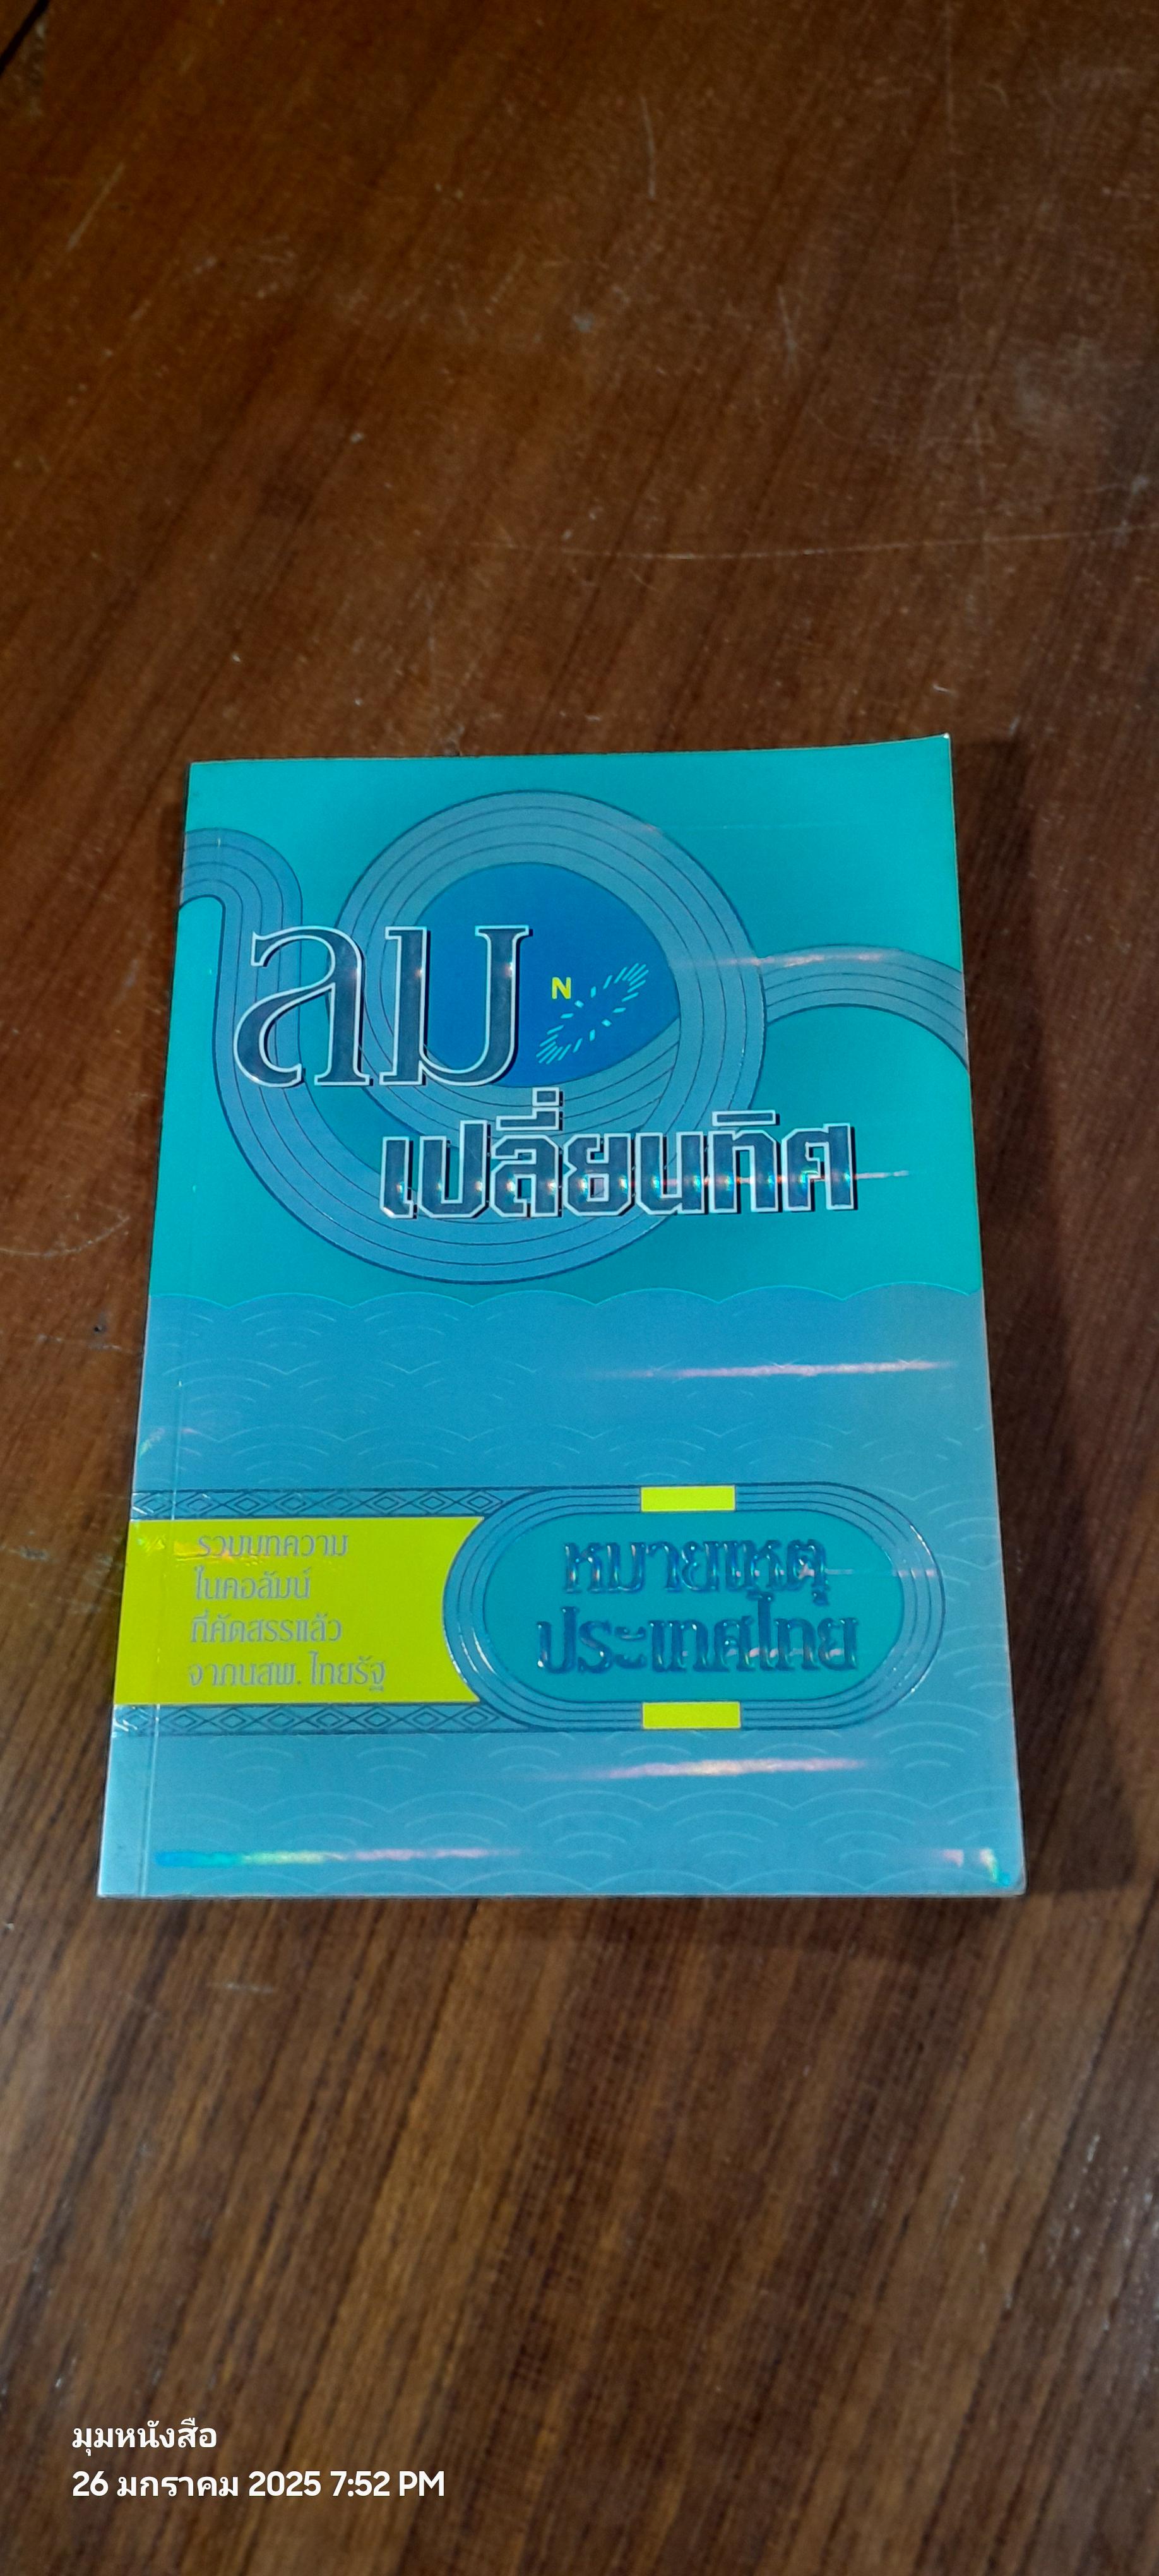 ลม
N
เปลี่ยนทิศ
รวมบทความ
ในคอลัมน์
ที่คัดสรรแล้ว
จากนสพ. ไทยรัฐ
หมายเหตุ
ประเทศไทย
มุมหนังสือ
26 มกราคม 2025 7:52 PM